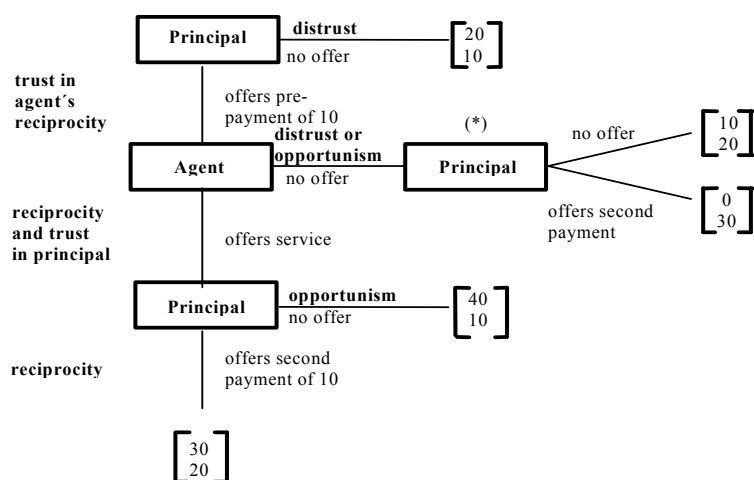 Principal
distrust
no offer
20
10
trust in
agent´s
reciprocity
offers pre-
payment of 10
(*)
distrust or
opportunism
no offer
Agent
Principal
no offer
10
20
offers second
payment
0
30
reciprocity
and trust
in principal
offers service
Principal
opportunism
no offer
40
10
reciprocity
offers second
payment of 10
30
20